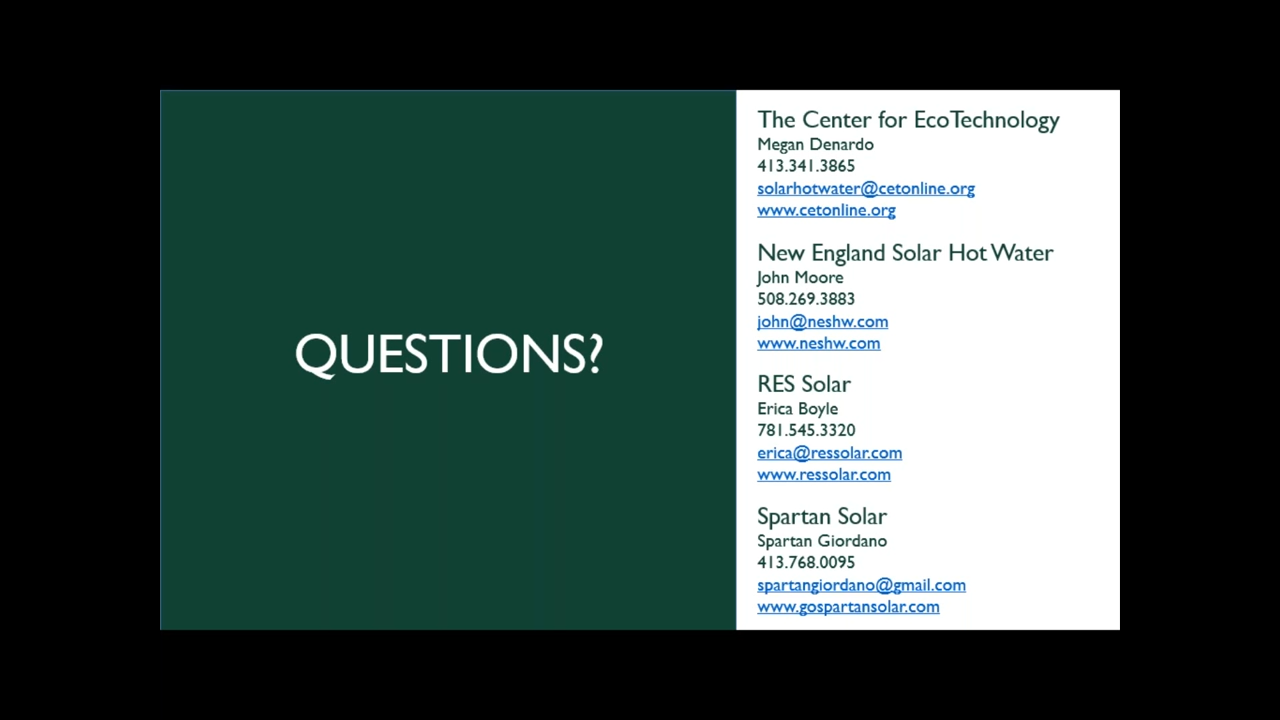 QUESTIONS?
The Center for EcoTechnology
Megan Denardo
413.341.3865
solarhotwater@cetonline.org
www.cetonline.org
New England Solar Hot Water
John Moore
508.269.3883
john@neshw.com
www.neshw.com
RES Solar
Erica Boyle
781.545.3320
erica@ressolar.com
www.ressolar.com
Spartan Solar
Spartan Giordano
413.768.0095
spartangiordano@gmail.com
www.gospartansolar.com